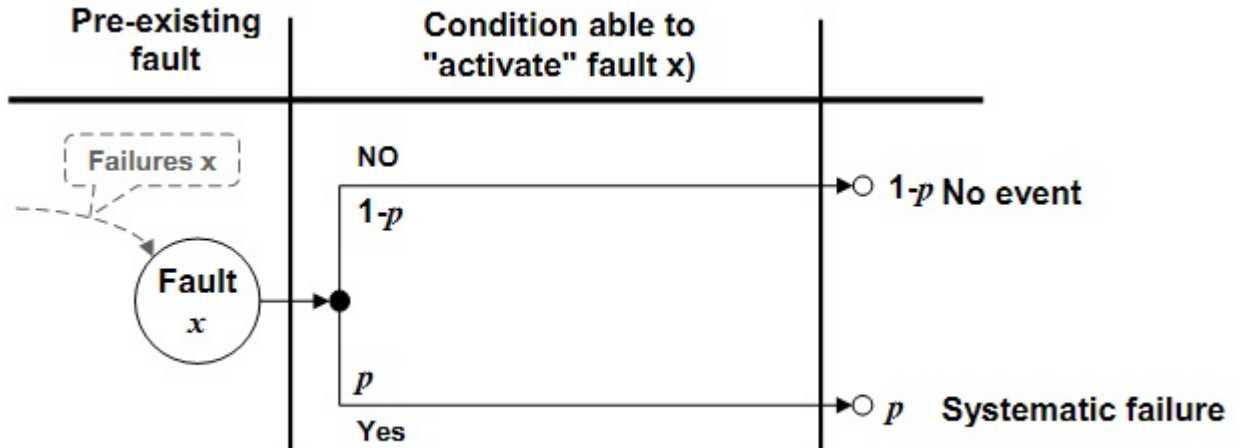 Pre-existing
fault
Condition able to
"activate" fault x)
Failures x
NO
1-p
1-p No event
Fault
x
p
Yes
p Systematic failure